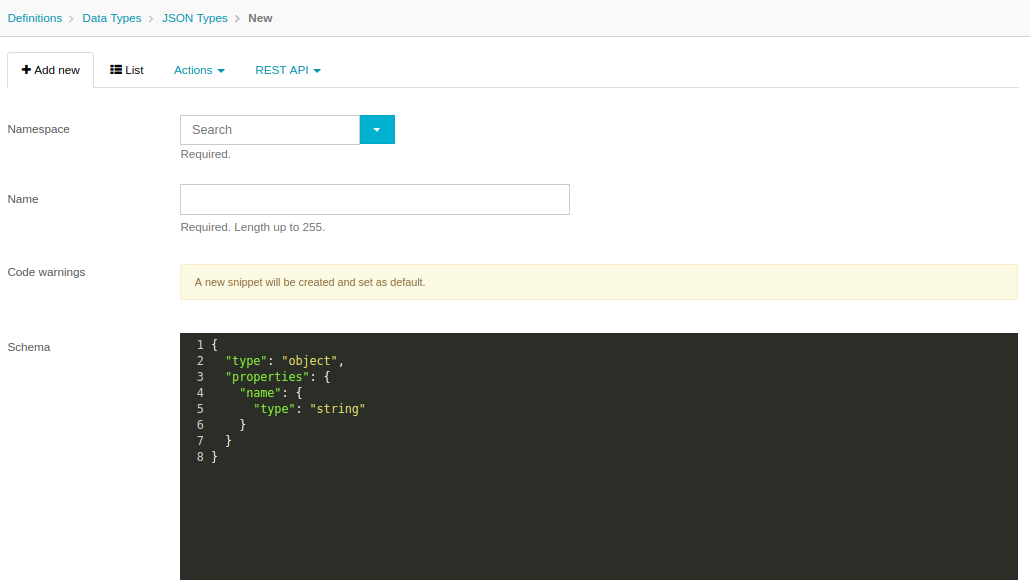 Definitions > Data Types > JSON Types > New
Add new List Actions REST API
Namespace Search
Required.
Name
Required. Length up to 255.
Code warnings A new snippet will be created and set as default.
Schema
1 {
2   "type": "object",
3   "properties": {
4     "name": {
5       "type": "string"
6     }
7   }
8 }